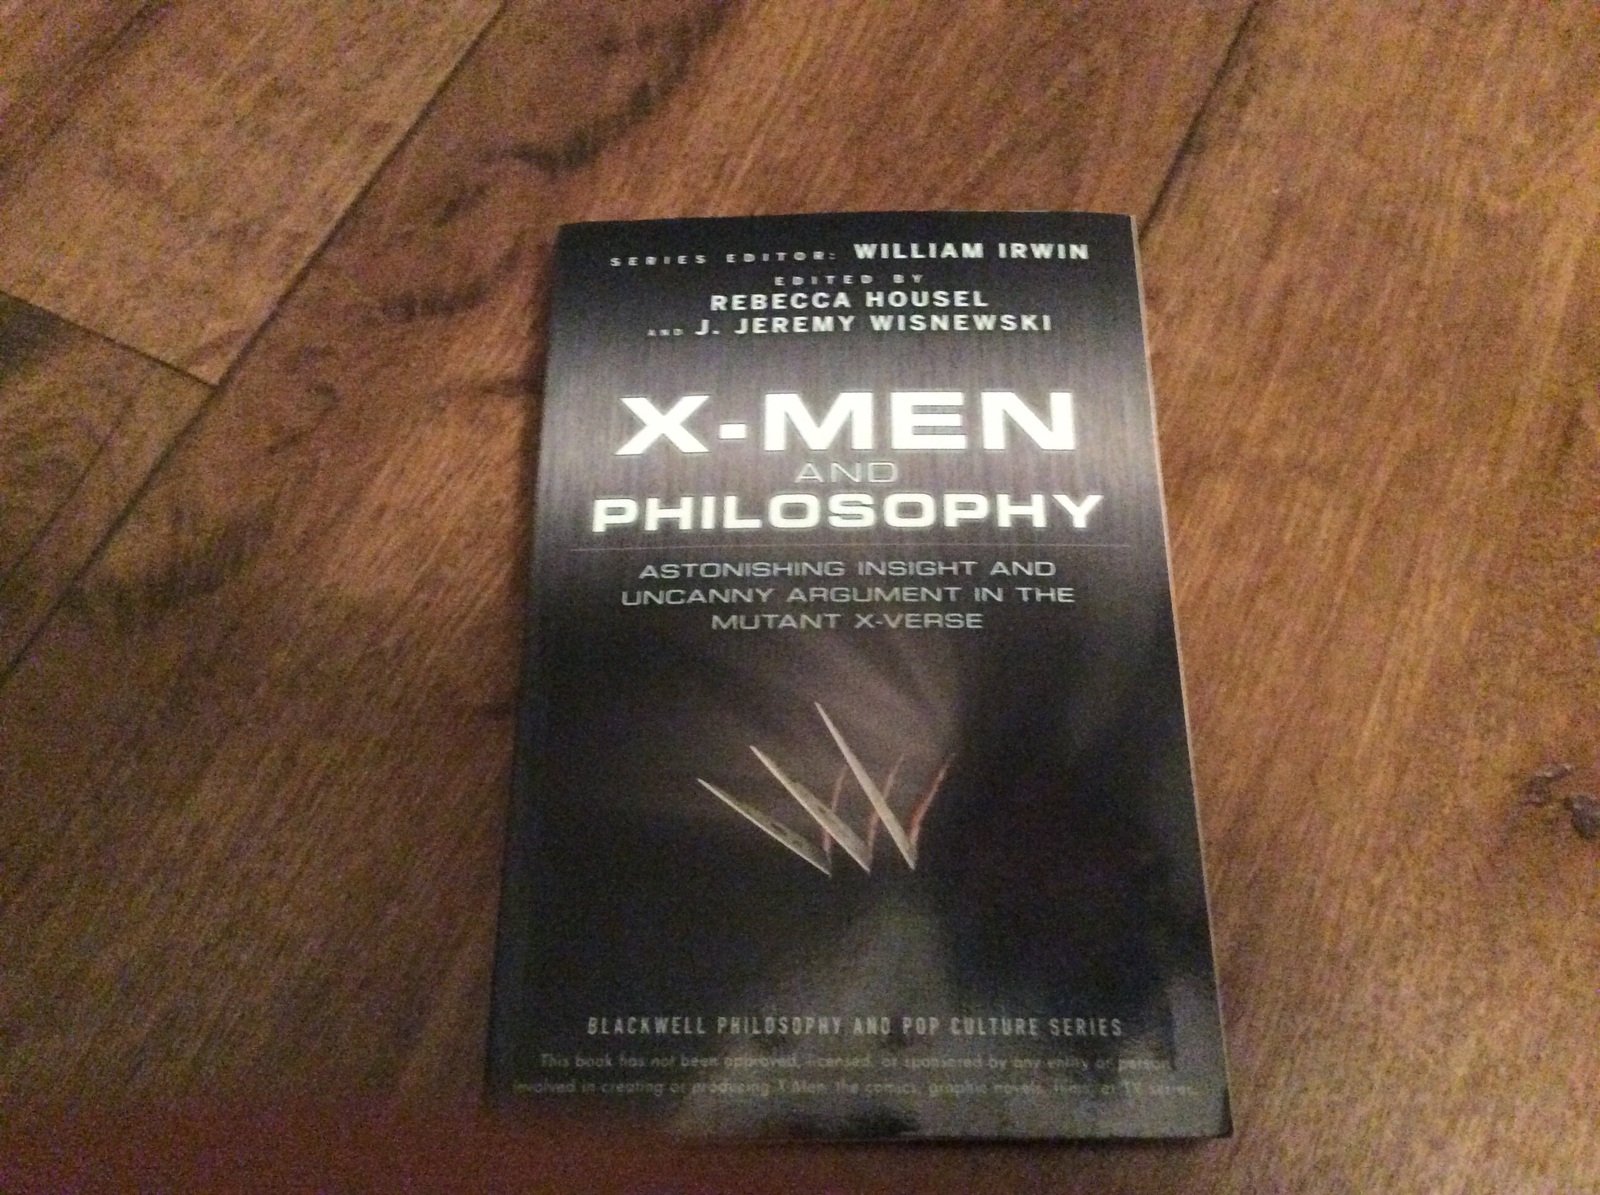 SERIES EDITOR: WILLIAM IRWIN
EDITED BY
REBECCA HOUSEL
AND J. JEREMY WISNEWSKI
X-MEN
AND
PHILOSOPHY
ASTONISHING INSIGHT AND
UNCANNY ARGUMENT IN THE
MUTANT X-VERSE
BLACKWELL PHILOSOPHY AND POP CULTURE SERIES
This book has not been approved, licensed, or sponsored by any entity or person
involved in creating or producing X-Men, the comics, graphic novels, films, or TV series.